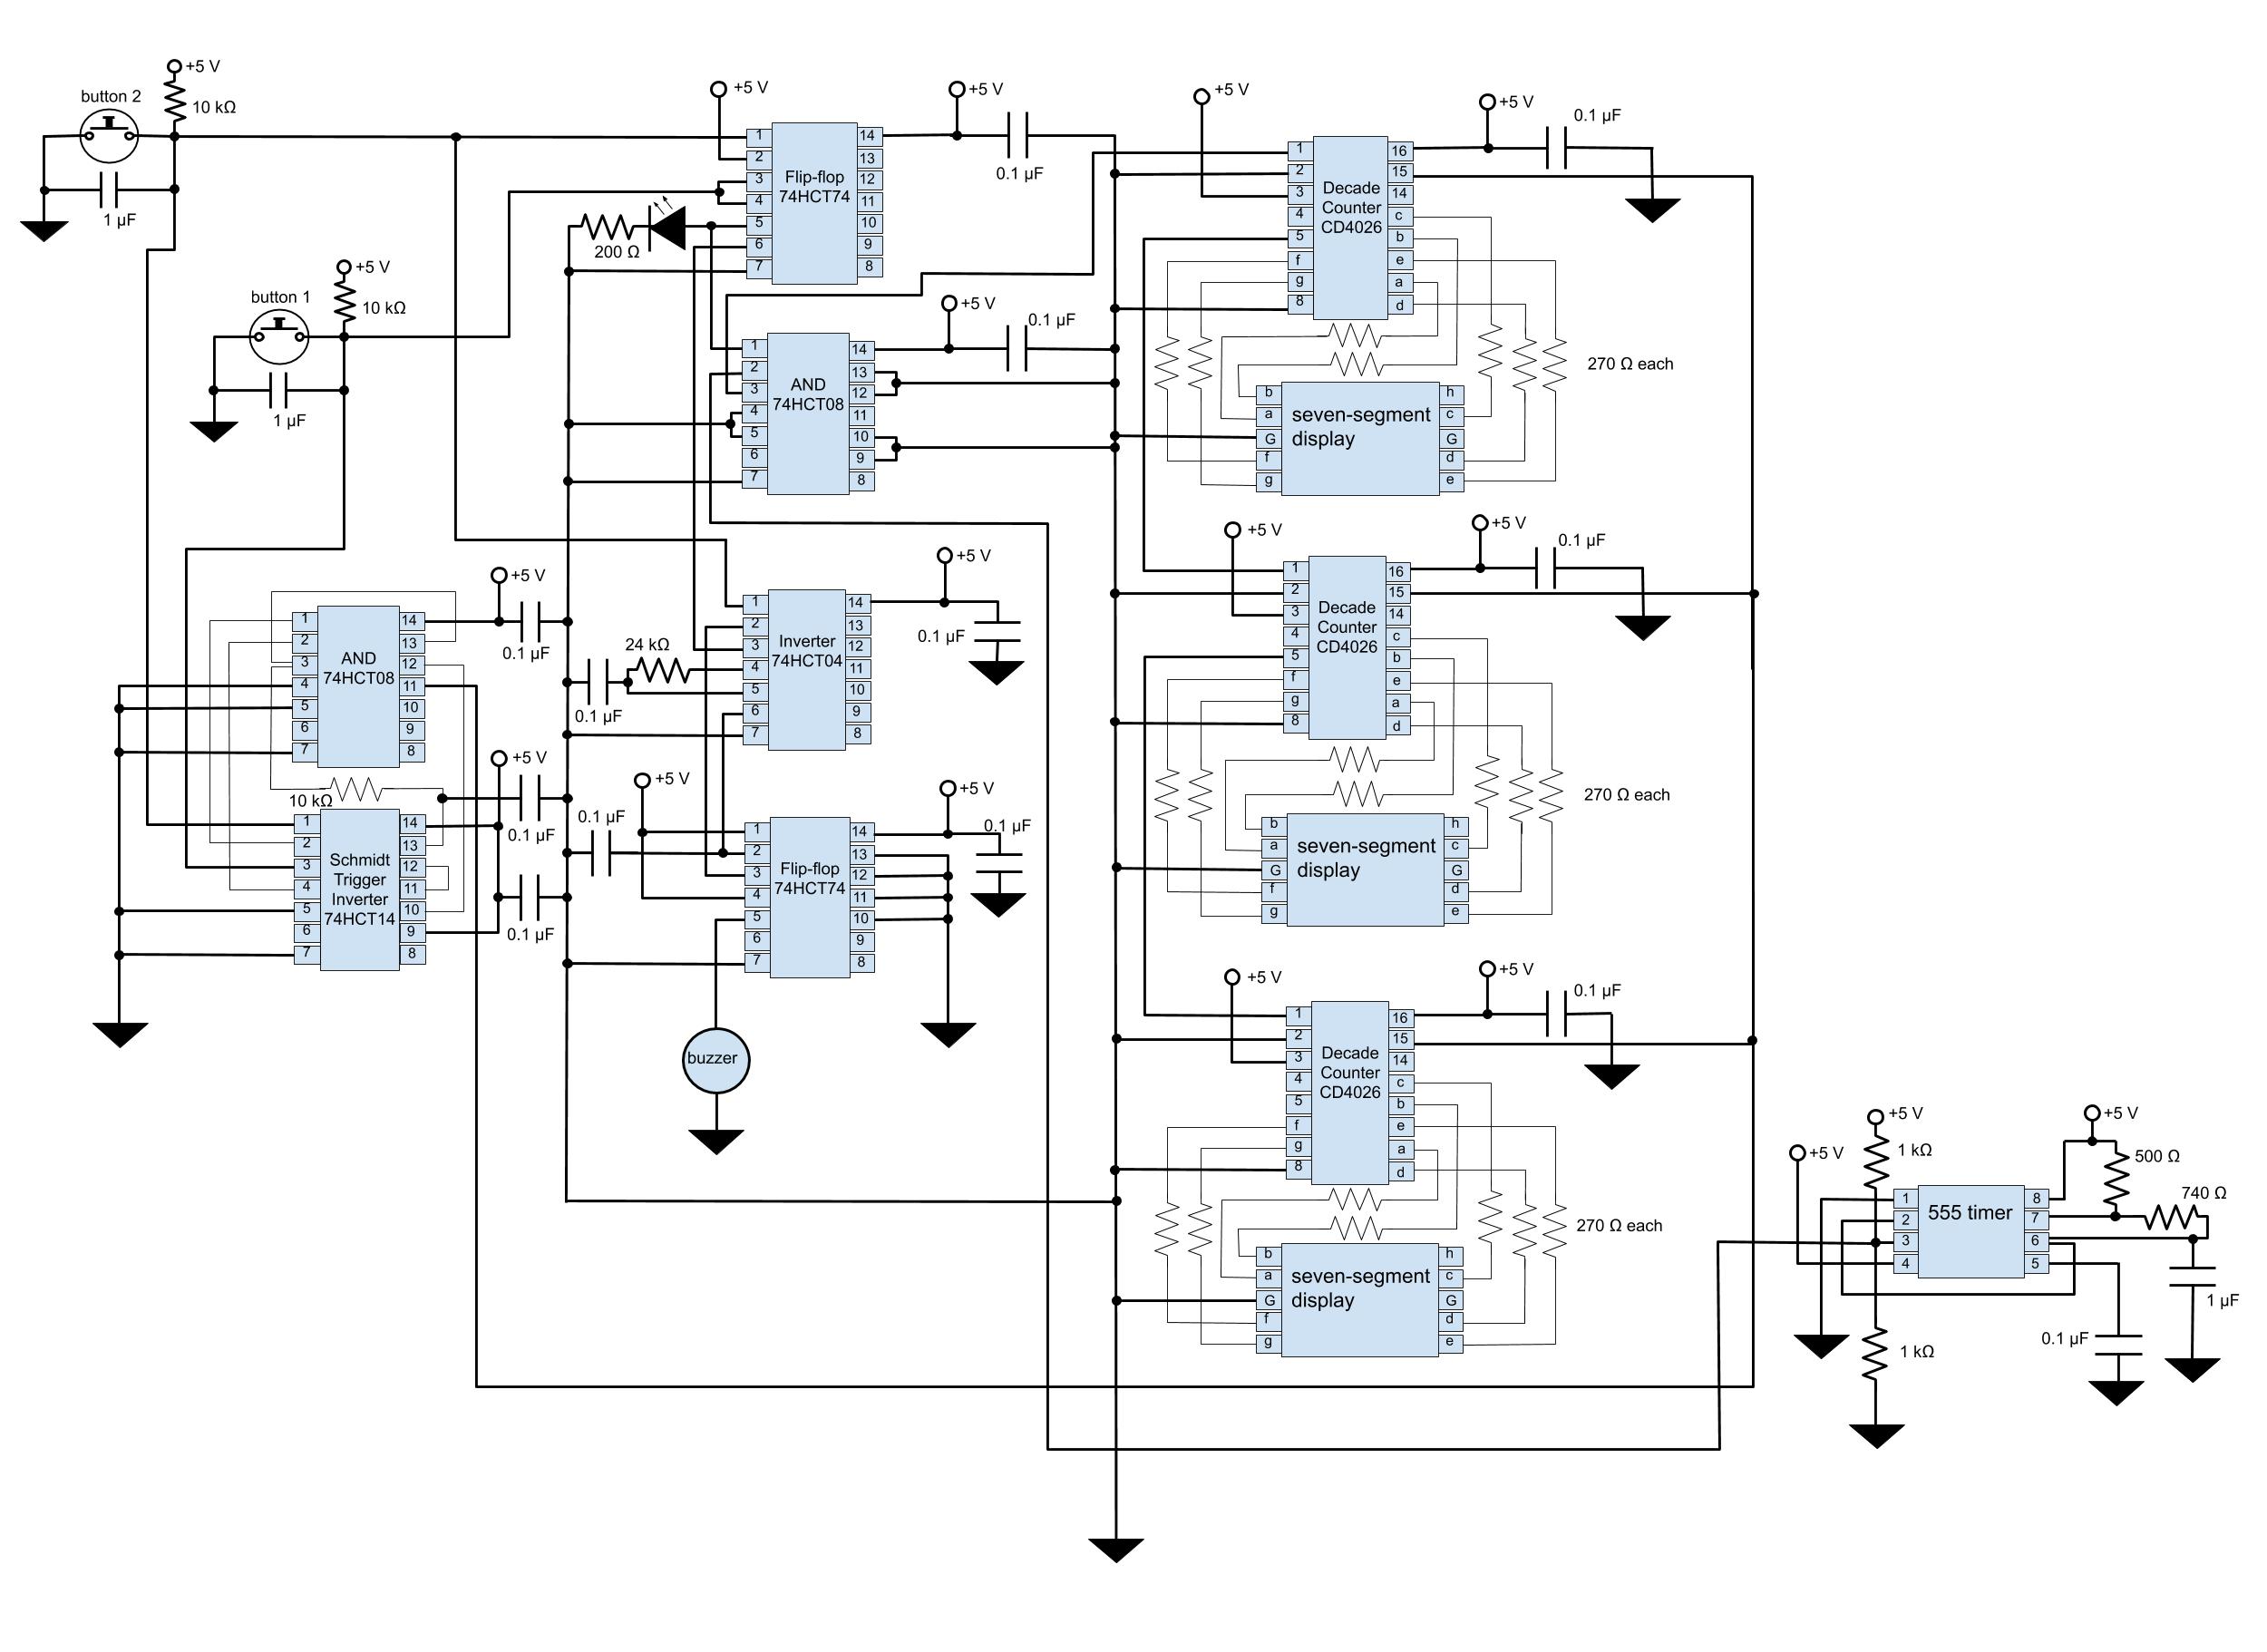 +5 V
button 2
10 kΩ
1 µF
+5 V
button 1
10 kΩ
1 µF
+5 V
1
2
3
4
5
6
7
Flip-flop
74HCT74
14
13
12
11
10
9
8
+5 V
0.1 µF
200 Ω
1
2
3
4
5
6
7
AND
74HCT08
14
13
12
11
10
9
8
+5 V
0.1 µF
1
2
3
4
5
6
7
AND
74HCT08
14
13
12
11
10
9
8
+5 V
0.1 µF
10 kΩ
1
2
3
4
5
6
7
Schmidt
Trigger
Inverter
74HCT14
14
13
12
11
10
9
8
+5 V
0.1 µF
0.1 µF
24 kΩ
0.1 µF
1
2
3
4
5
6
7
Inverter
74HCT04
14
13
12
11
10
9
8
+5 V
0.1 µF
0.1 µF
+5 V
1
2
3
4
5
6
7
Flip-flop
74HCT74
14
13
12
11
10
9
8
+5 V
0.1 µF
buzzer
+5 V
1
2
3
4
5
f
g
8
Decade
Counter
CD4026
16
15
14
c
b
e
a
d
+5 V
0.1 µF
270 Ω each
b
a
G
f
g
seven-segment
display
h
c
G
d
e
+5 V
1
2
3
4
5
f
g
8
Decade
Counter
CD4026
16
15
14
c
b
e
a
d
+5 V
0.1 µF
270 Ω each
b
a
G
f
g
seven-segment
display
h
c
G
d
e
+5 V
1
2
3
4
5
f
g
8
Decade
Counter
CD4026
16
15
14
c
b
e
a
d
+5 V
0.1 µF
270 Ω each
b
a
G
f
g
seven-segment
display
h
c
G
d
e
+5 V
+5 V
1 kΩ
1 kΩ
1
2
3
4
555 timer
8
7
6
5
+5 V
500 Ω
740 Ω
1 µF
0.1 µF